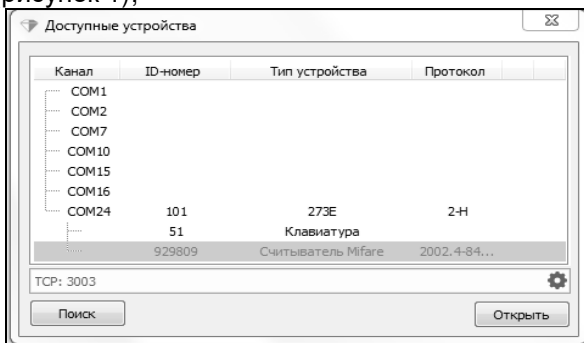 рисунок 1),
Доступные устройства
Канал ID-номер Тип устройства Протокол
COM1
COM2
COM7
COM10
COM15
COM16
COM24 101 273E 2-H
51 Клавиатура
929809 Считыватель Mifare 2002.4-84...
TCP: 3003
Поиск Открыть